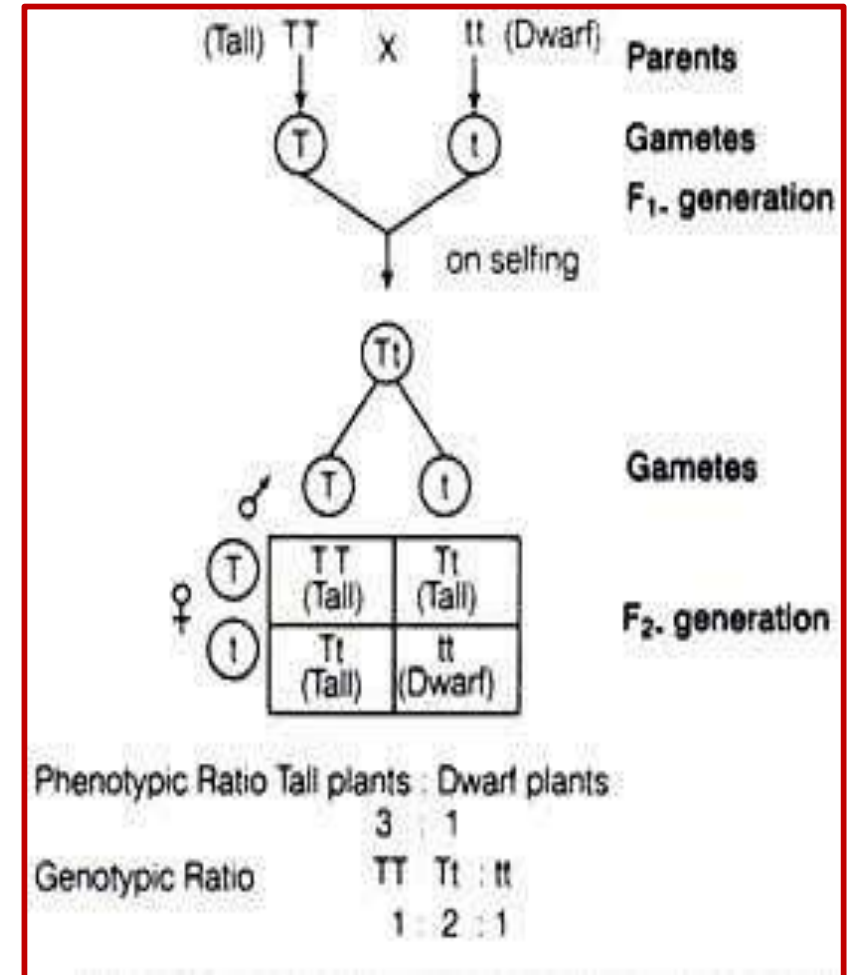 (Tall) TT X tt (Dwarf) Parents
T t Gametes
F1- generation
on selfing
Tt
T t Gametes
♂
♀ T TT Tt
(Tall) (Tall)
F2- generation
t Tt tt
(Tall) (Dwarf)
Phenotypic Ratio Tall plants : Dwarf plants
3 : 1
Genotypic Ratio TT Tt : tt
1 : 2 : 1